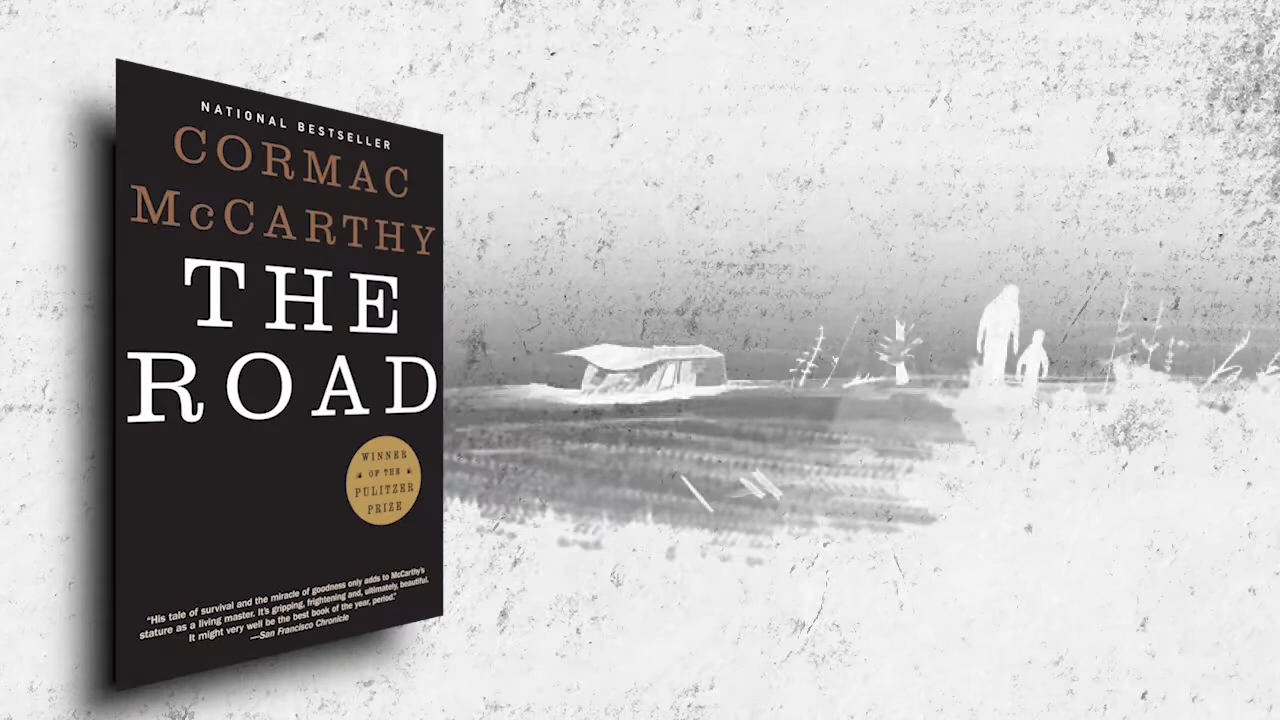 NATIONAL BESTSELLER
CORMAC
McCARTHY
THE
ROAD
WINNER
OF THE
PULITZER
PRIZE
"His tale of survival and the miracle of goodness only adds to McCarthy's
stature as a living master. It's gripping, frightening and, ultimately, beautiful.
It might very well be the best book of the year, period."
—San Francisco Chronicle